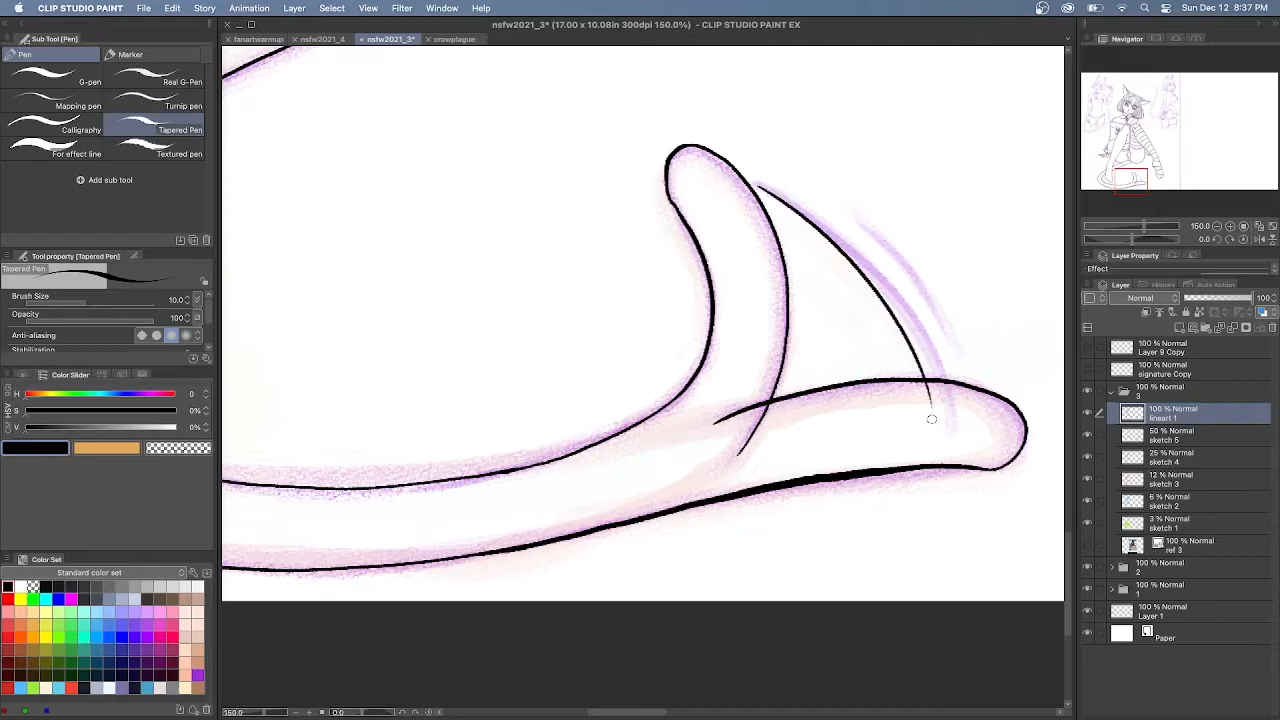 CLIP STUDIO PAINT File Edit Story Animation Layer Select View Filter Window Help Sun Dec 12 8:37 PM
nsfw2021_3* (17.00 x 10.08in 300dpi 150.0%) - CLIP STUDIO PAINT EX
Sub Tool [Pen]
fanartwarmup nsfw2021_4 nsfw2021_3* crowplague
Navigator
Pen Marker
G-pen Real G-Pen
Mapping pen Turnip pen
Calligraphy Tapered Pen
For effect line Textured pen
Add sub tool
150.0
0.0
Tool property [Tapered Pen]
Layer Property
Tapered Pen
Effect
Layer History Auto Action
Brush Size 10.0
Normal 100
Opacity 100
Anti-aliasing
Stabilization
100 % Normal
Layer 9 Copy
100 % Normal
signature Copy
Color Slider
100 % Normal
3
H 0
S 0%
V 0%
100 % Normal
lineart 1
50 % Normal
sketch 5
25 % Normal
sketch 4
12 % Normal
sketch 3
6 % Normal
sketch 2
3 % Normal
sketch 1
100 % Normal
ref 3
Color Set
Standard color set
100 % Normal
2
100 % Normal
1
100 % Normal
Layer 1
Paper
150.0 0.0